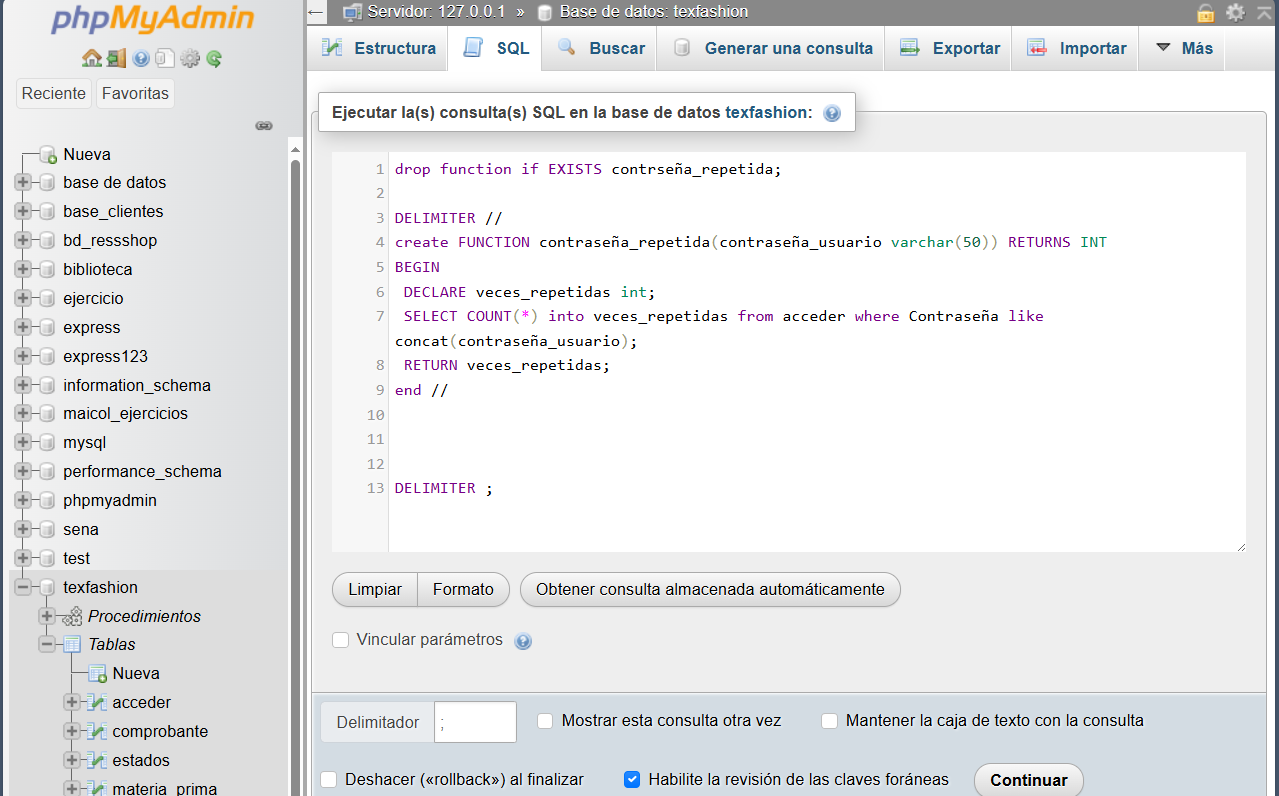 phpMyAdmin
Reciente Favoritas
Nueva
base de datos
base_clientes
bd_ressshop
biblioteca
ejercicio
express
express123
information_schema
maicol_ejercicios
mysql
performance_schema
phpmyadmin
sena
test
texfashion
Procedimientos
Tablas
Nueva
acceder
comprobante
estados
materia_prima
Servidor: 127.0.0.1 » Base de datos: texfashion
Estructura SQL Buscar Generar una consulta Exportar Importar Más
Ejecutar la(s) consulta(s) SQL en la base de datos texfashion:
1 drop function if EXISTS contrseña_repetida;
2
3 DELIMITER //
4 create FUNCTION contraseña_repetida(contraseña_usuario varchar(50)) RETURNS INT
5 BEGIN
6 DECLARE veces_repetidas int;
7 SELECT COUNT(*) into veces_repetidas from acceder where Contraseña like
concat(contraseña_usuario);
8 RETURN veces_repetidas;
9 end //
10
11
12
13 DELIMITER ;
Limpiar Formato Obtener consulta almacenada automáticamente
Vincular parámetros
Delimitador ; Mostrar esta consulta otra vez Mantener la caja de texto con la consulta
Deshacer («rollback») al finalizar Habilite la revisión de las claves foráneas Continuar